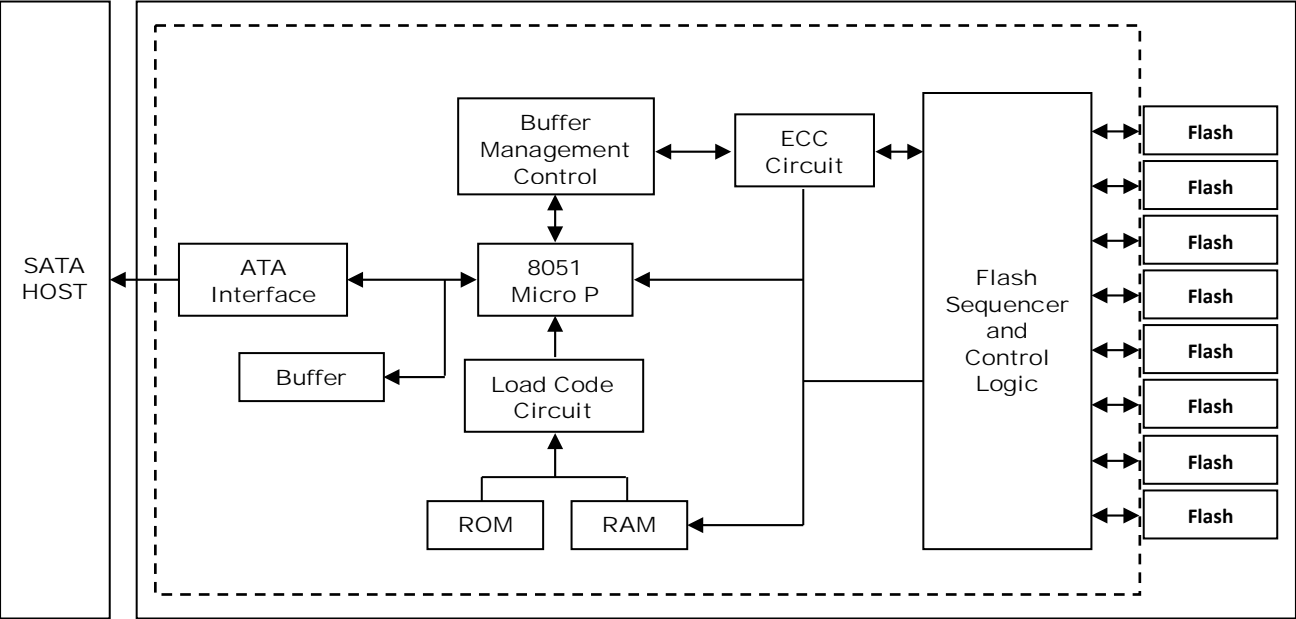 SATA
HOST
ATA
Interface
Buffer
Buffer
Management
Control
8051
Micro P
Load Code
Circuit
ROM
RAM
ECC
Circuit
Flash
Sequencer
and
Control
Logic
Flash
Flash
Flash
Flash
Flash
Flash
Flash
Flash